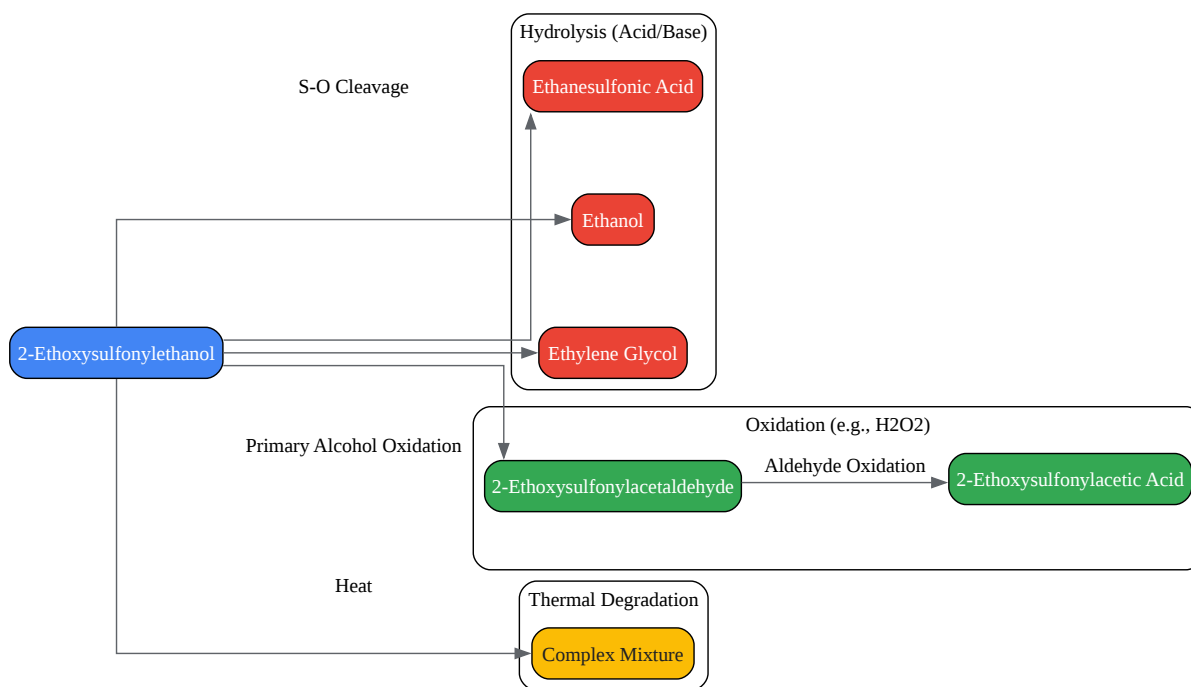 Hydrolysis (Acid/Base)
S-O Cleavage
Ethanesulfonic Acid
Ethanol
2-Ethoxysulfonylethanol
Ethylene Glycol
Oxidation (e.g., H2O2)
Primary Alcohol Oxidation
Aldehyde Oxidation
2-Ethoxysulfonylacetaldehyde
2-Ethoxysulfonylacetic Acid
Heat
Thermal Degradation
Complex Mixture